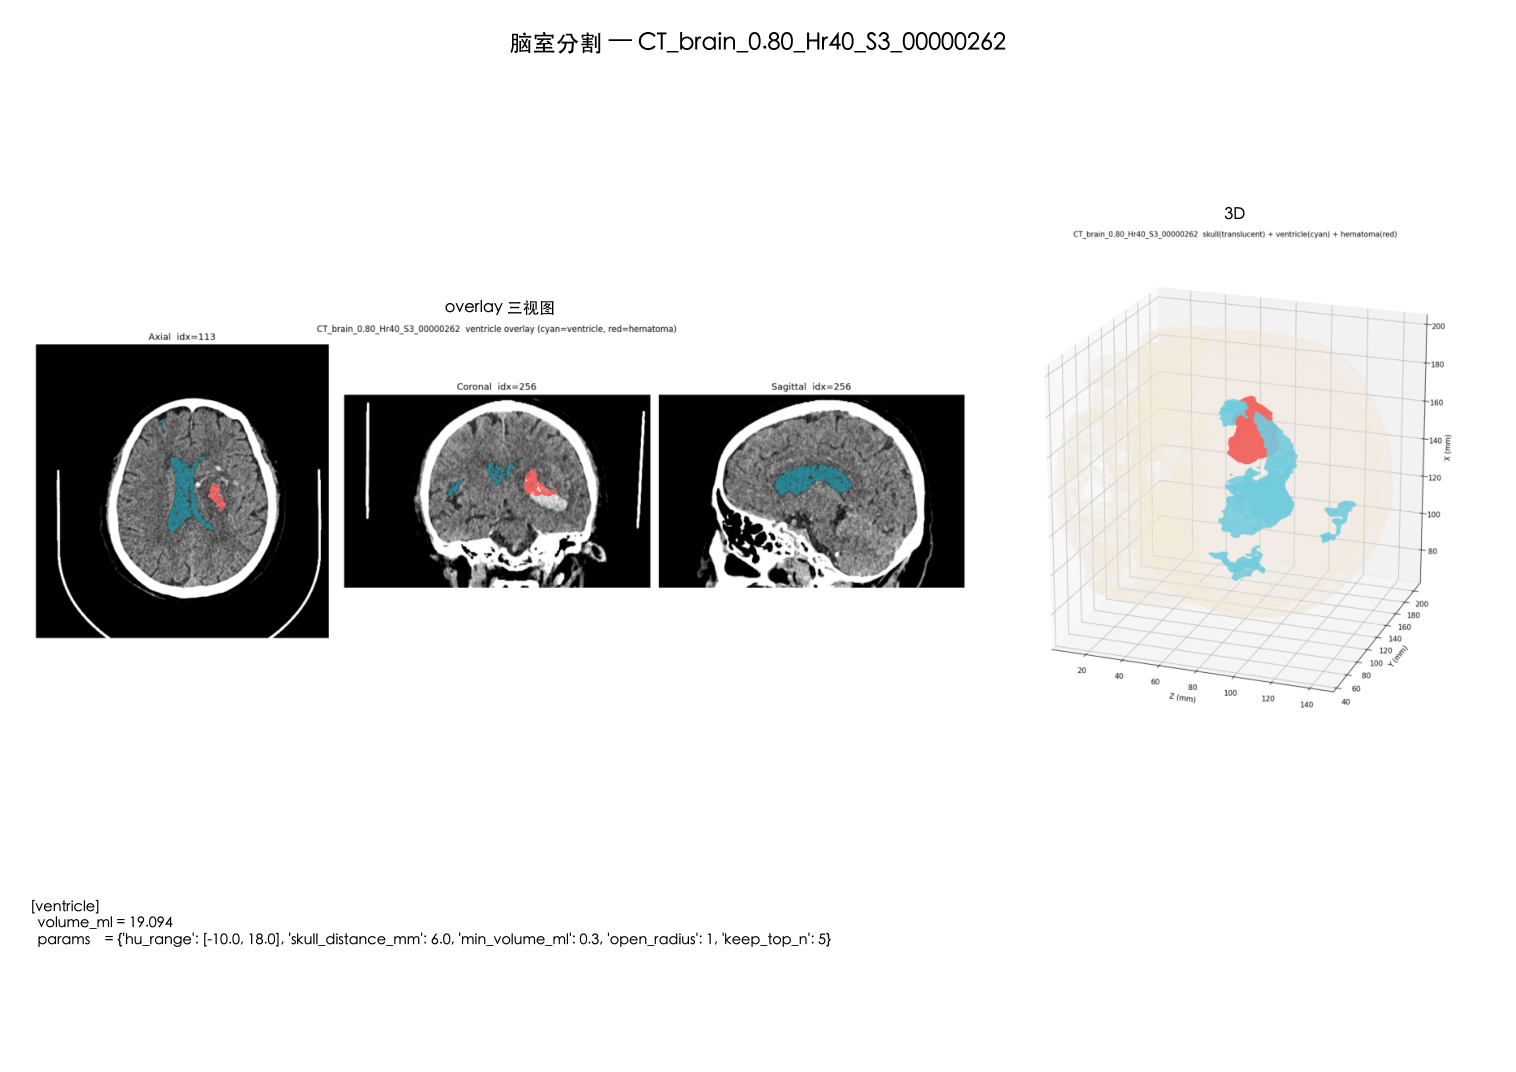 脑室分割 — CT_brain_0.80_Hr40_S3_00000262
overlay 三视图
CT_brain_0.80_Hr40_S3_00000262 ventricle overlay (cyan=ventricle, red=hematoma)
Axial idx=113
Coronal idx=256
Sagittal idx=256
3D
CT_brain_0.80_Hr40_S3_00000262 skull(translucent) + ventricle(cyan) + hematoma(red)
200
180
160
140
120
100
80
X (mm)
200
180
160
140
120
100
80
60
40
Y (mm)
20
40
60
80
100
120
140
Z (mm)
[ventricle]
volume_ml = 19.094
params = {'hu_range': [-10.0, 18.0], 'skull_distance_mm': 6.0, 'min_volume_ml': 0.3, 'open_radius': 1, 'keep_top_n': 5}